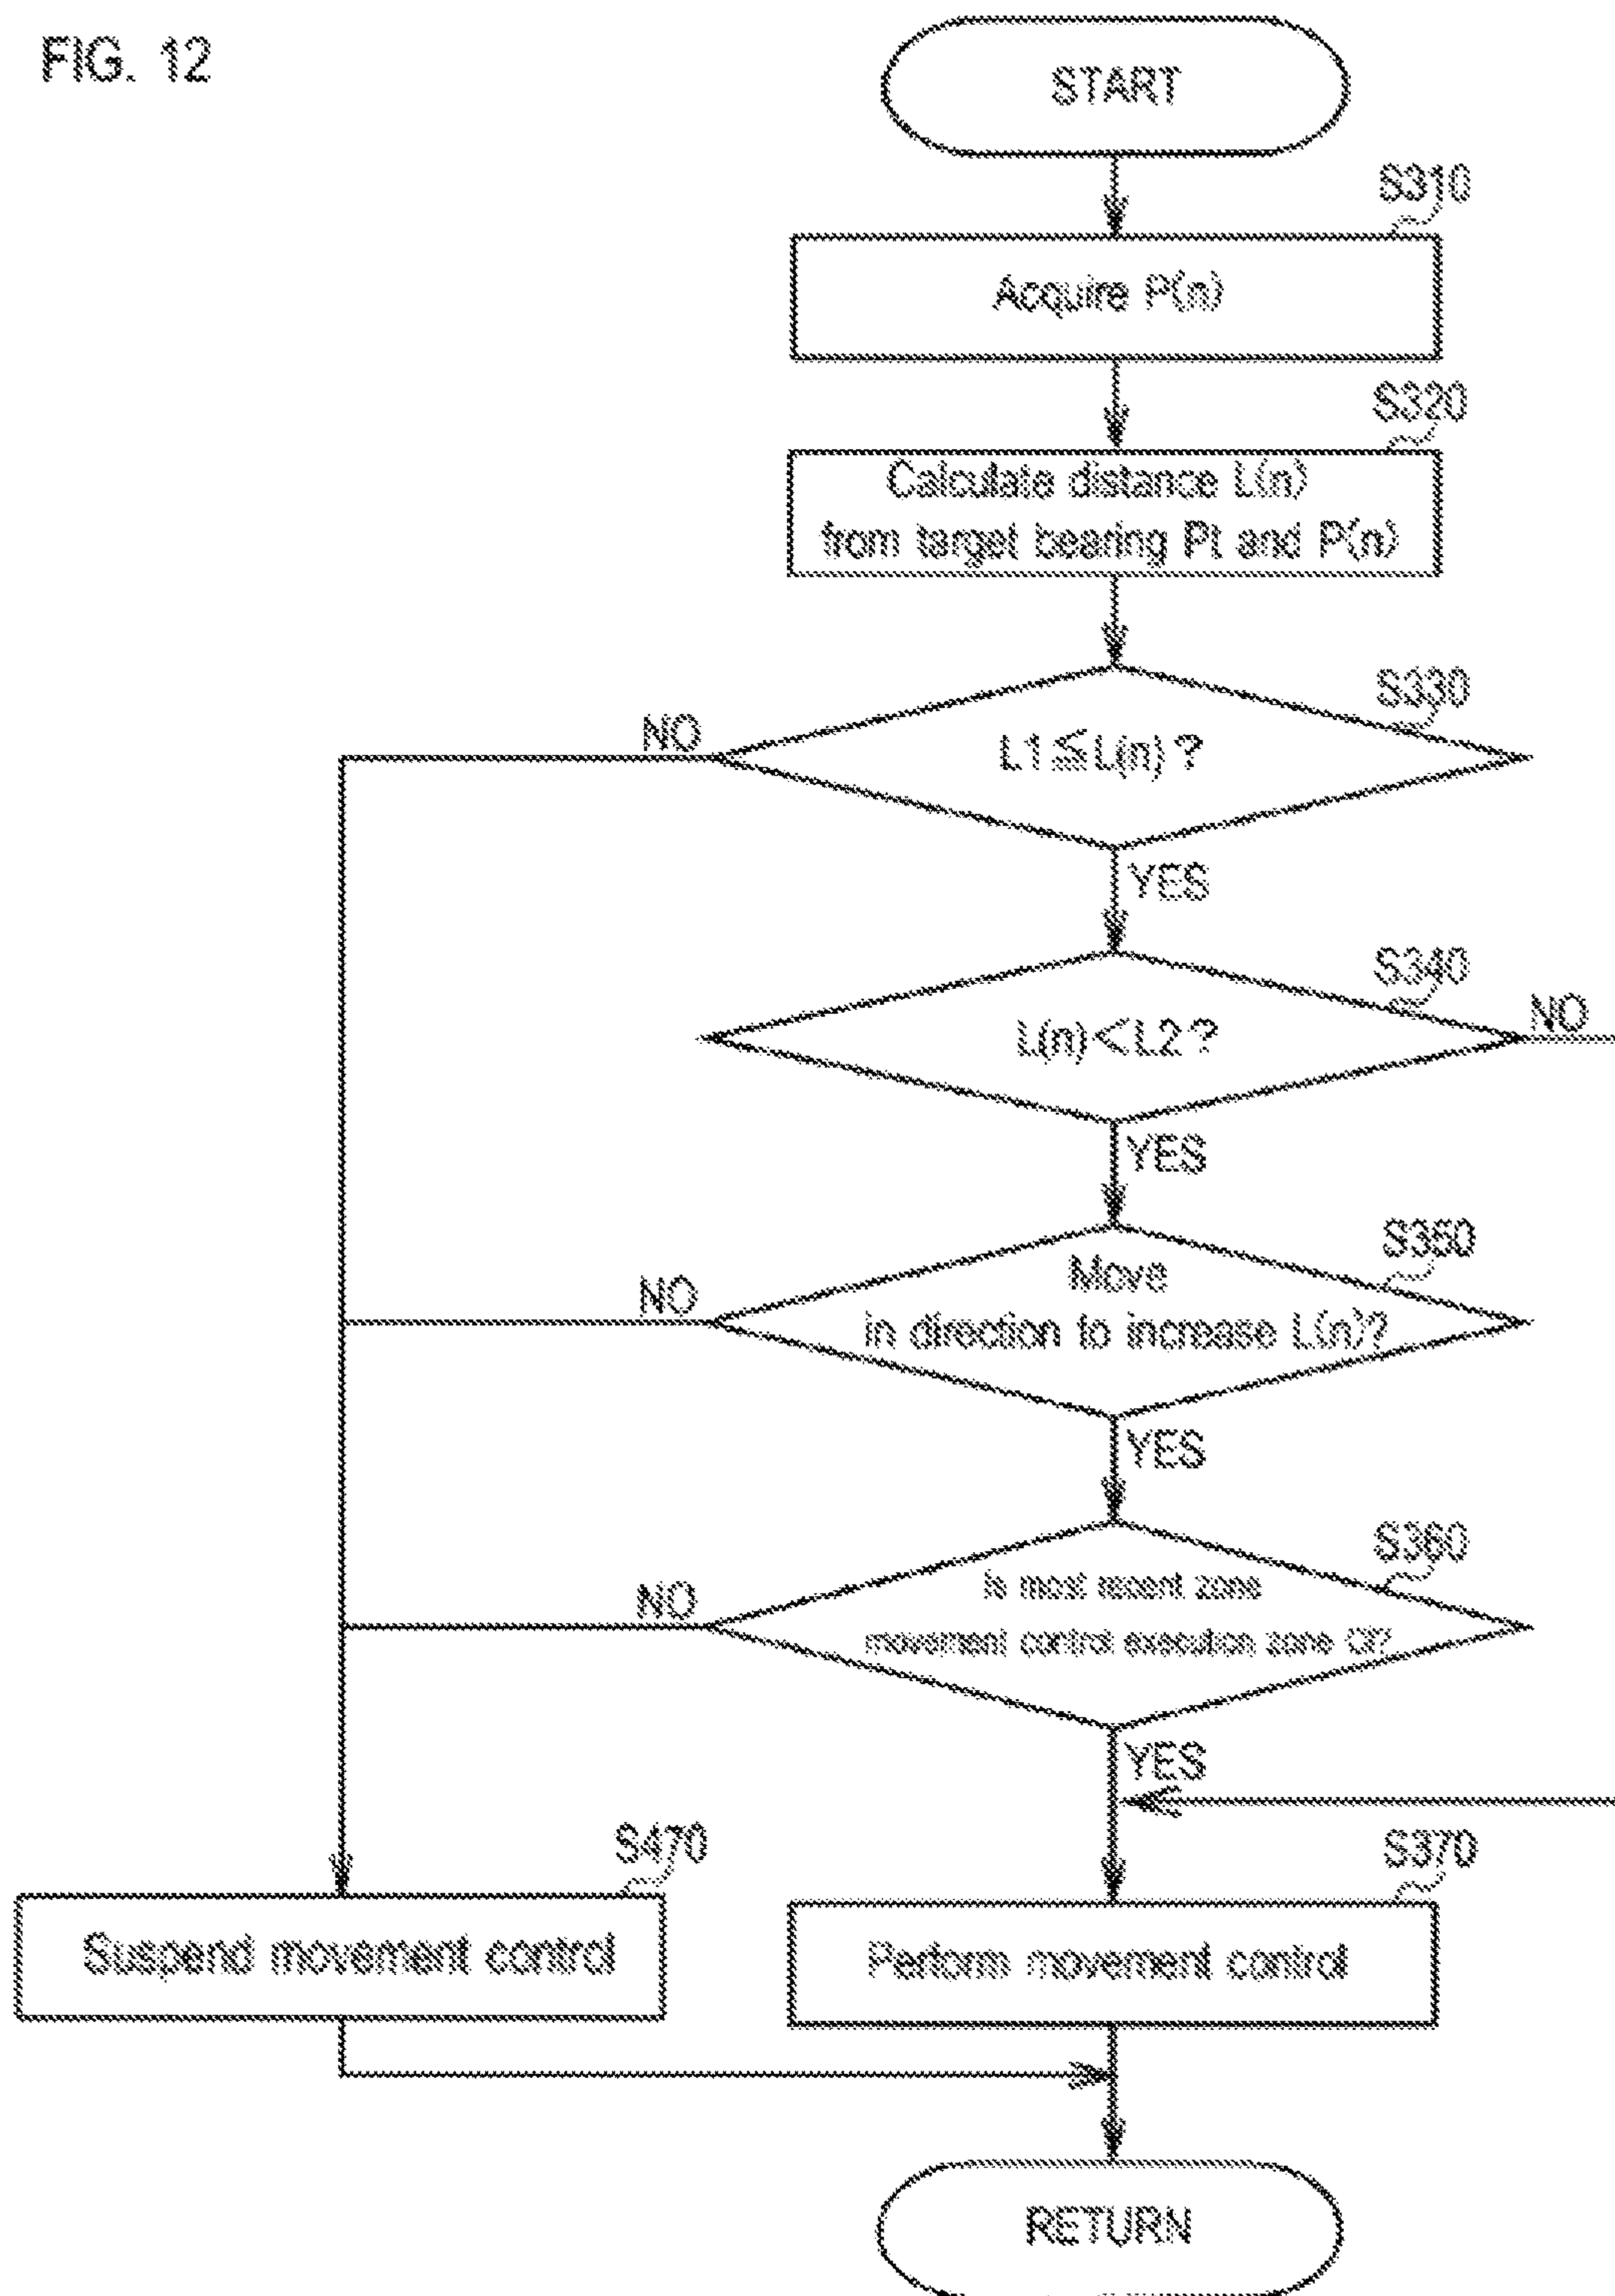 FIG. 12
START
S310
Acquire P(n)
S320
Calculate distance L(n)
from target bearing Pt and P(n)
S330
NO
L1≦L(n)?
YES
S340
NO
L(n)<L2?
YES
S350
NO
Move
in direction to increase L(n)?
YES
S360
NO
Is most recent zone
movement control execution zone
YES
S470
S370
Suspend movement control
Perform movement control
RETURN